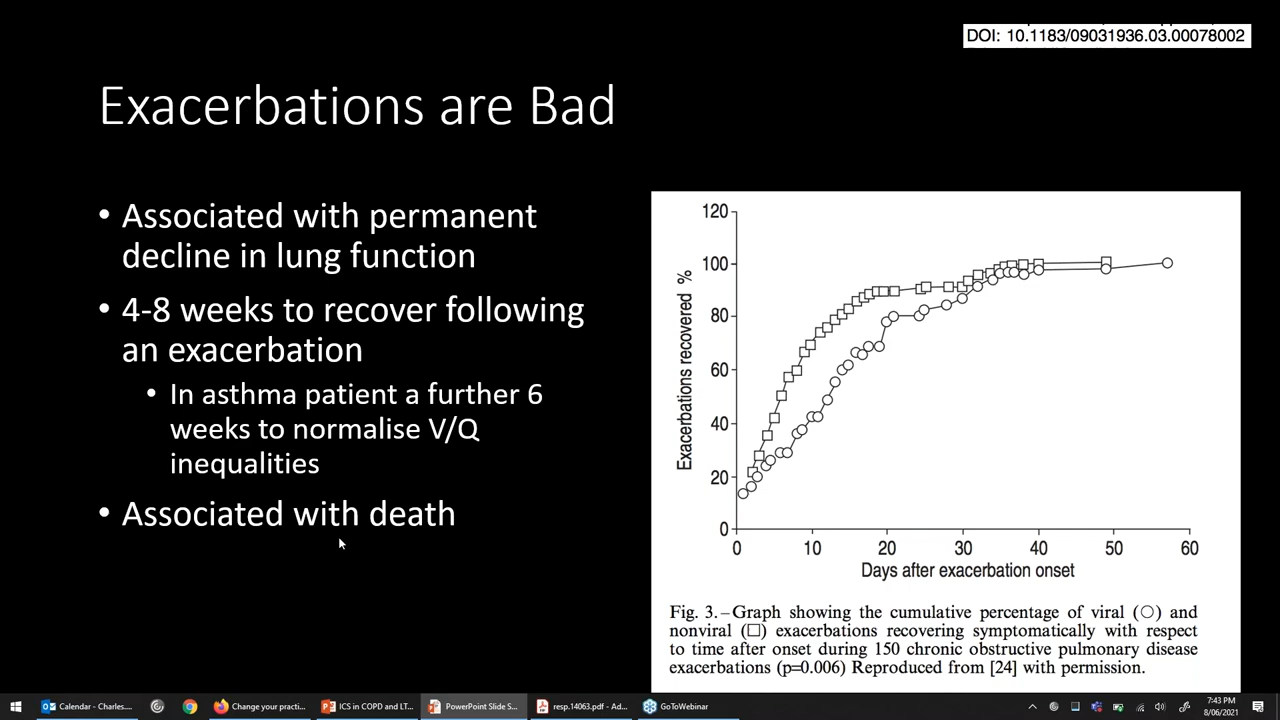 DOI: 10.1183/09031936.03.00078002
Exacerbations are Bad
• Associated with permanent
decline in lung function
• 4-8 weeks to recover following
an exacerbation
• In asthma patient a further 6
weeks to normalise V/Q
inequalities
• Associated with death
120
100
80
60
40
20
0
Exacerbations recovered %
0 10 20 30 40 50 60
Days after exacerbation onset
Fig. 3. – Graph showing the cumulative percentage of viral (○) and
nonviral (□) exacerbations recovering symptomatically with respect
to time after onset during 150 chronic obstructive pulmonary disease
exacerbations (p=0.006) Reproduced from [24] with permission.
Calendar - Charles....
Change your practi...
ICS in COPD and LT...
PowerPoint Slide S...
resp.14063.pdf - Ad...
GoToWebinar
7:43 PM
8/06/2021